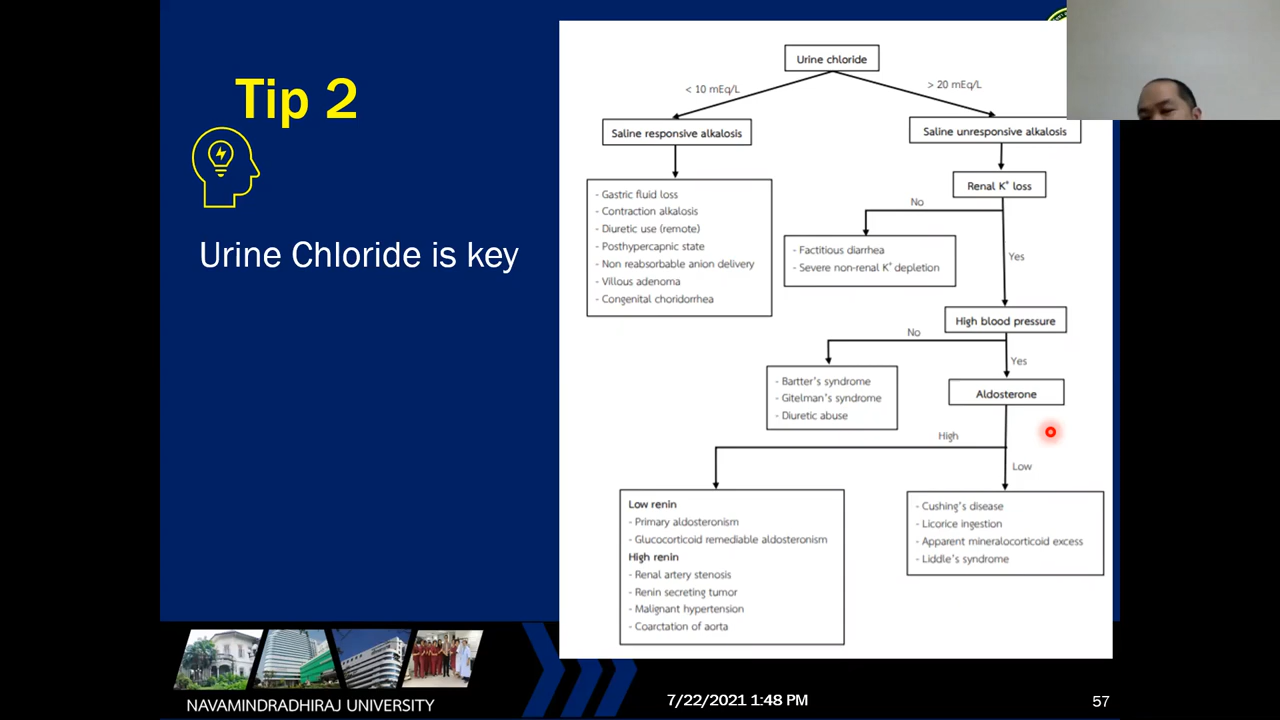 Tip 2
Urine Chloride is key
Urine chloride
< 10 mEq/L
> 20 mEq/L
Saline responsive alkalosis
Saline unresponsive alkalosis
- Gastric fluid loss
- Contraction alkalosis
- Diuretic use (remote)
- Posthypercapnic state
- Non reabsorbable anion delivery
- Villous adenoma
- Congenital choridorrhea
Renal K⁺ loss
No
Yes
- Factitious diarrhea
- Severe non-renal K⁺ depletion
High blood pressure
No
Yes
- Bartter's syndrome
- Gitelman's syndrome
- Diuretic abuse
Aldosterone
High
Low
Low renin
- Primary aldosteronism
- Glucocorticoid remediable aldosteronism
High renin
- Renal artery stenosis
- Renin secreting tumor
- Malignant hypertension
- Coarctation of aorta
- Cushing's disease
- Licorice ingestion
- Apparent mineralocorticoid excess
- Liddle's syndrome
NAVAMINDRADHIRAJ UNIVERSITY
7/22/2021 1:48 PM
57